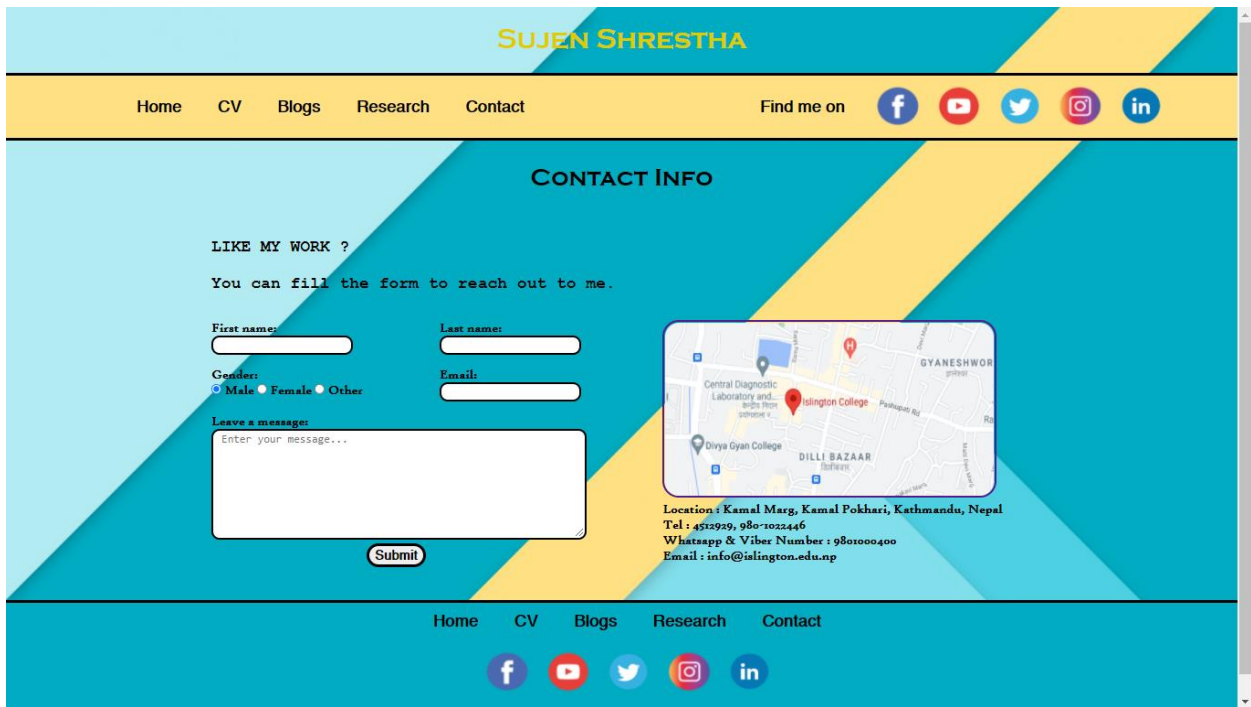 Sujen Shrestha
Home CV Blogs Research Contact Find me on
Contact Info
LIKE MY WORK ?
You can fill the form to reach out to me.
First name: Last name:
Gender: Email:
Male Female Other
Leave a message:
Enter your message...
Submit
H
GYANESHWOR
Central Diagnostic
Laboratory and...
Islington College
Pashupati Rd
Ra
Divya Gyan College
DILLI BAZAAR
Location : Kamal Marg, Kamal Pokhari, Kathmandu, Nepal
Tel : 4512929, 980-1022446
Whatsapp & Viber Number : 9801000400
Email : info@islington.edu.np
Home CV Blogs Research Contact